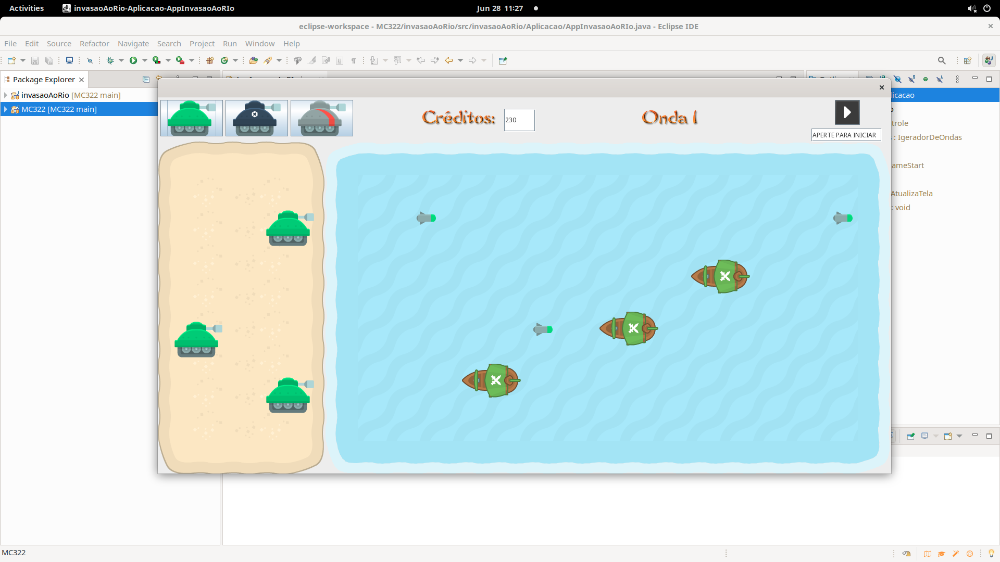 Activities
invasaoAoRio-Aplicacao-AppInvasaoAoRIo
Jun 28 11:27
eclipse-workspace - MC322/invasaoAoRio/src/invasaoAoRio/Aplicacao/AppInvasaoAoRIo.java - Eclipse IDE
File Edit Source Refactor Navigate Search Project Run Window Help
Package Explorer
invasaoAoRio [MC322 main]
MC322 [MC322 main]
Créditos:
230
Onda 1
APERTE PARA INICIAR
licacao
o
trole
: IgeradorDeOndas
ameStart
AtualizaTela
: void
MC322